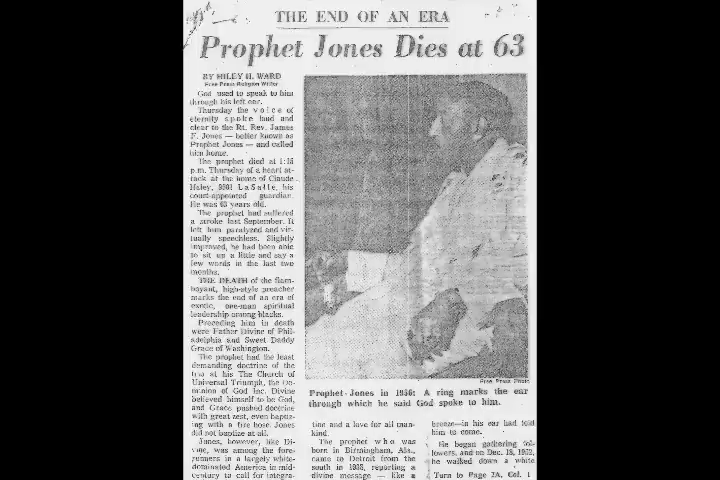 THE END OF AN ERA
Prophet Jones Dies at 63
BY HILEY H. WARD
Free Press Religion Writer
God used to speak to him
through his left ear.
Thursday the voice of
eternity spoke loud and
clear to the Rt. Rev. James
F. Jones — better known as
Prophet Jones — and called
him home.
The prophet died at 1:15
p.m. Thursday of a heart at-
tack at the home of Claude
Haley, LaSalle, his
court-appointed guardian.
He was 63 years old.
The prophet had suffered
a stroke last September. It
left him paralyzed and vir-
tually speechless. Slightly
improved, he had been able
to sit up a little and say a
few words in the last two
months.
THE DEATH of the flam-
boyant, high-style preacher
marks the end of an era of
exotic, one-man spiritual
leadership among blacks.
Preceding him in death
were Father Divine of Phil-
adelphia and Sweet Daddy
Grace of Washington.
The prophet had the least
demanding doctrine of the
trio at his The Church of
Universal Triumph, the Do-
minion of God Inc. Divine
believed himself to be God,
and Grace pushed doctrine
with great zest, even baptiz-
ing with a fire hose. Jones
did not baptize at all.
Jones, however, like Di-
vine, was among the fore-
runners in a largely white-
dominated America in mid-
century to call for integra-
Free Press Photo
Prophet Jones in 1956: A ring marks the ear
through which he said God spoke to him.
tion and a love for all man-
kind.
The prophet who was
born in Birmingham, Ala.,
came to Detroit from the
south in 1938, reporting a
divine message — like a
breeze—in his ear had told
him to come.
He began gathering fol-
lowers, and on Dec. 18, 1952,
he walked down a white
Turn to Page 2A, Col. 1